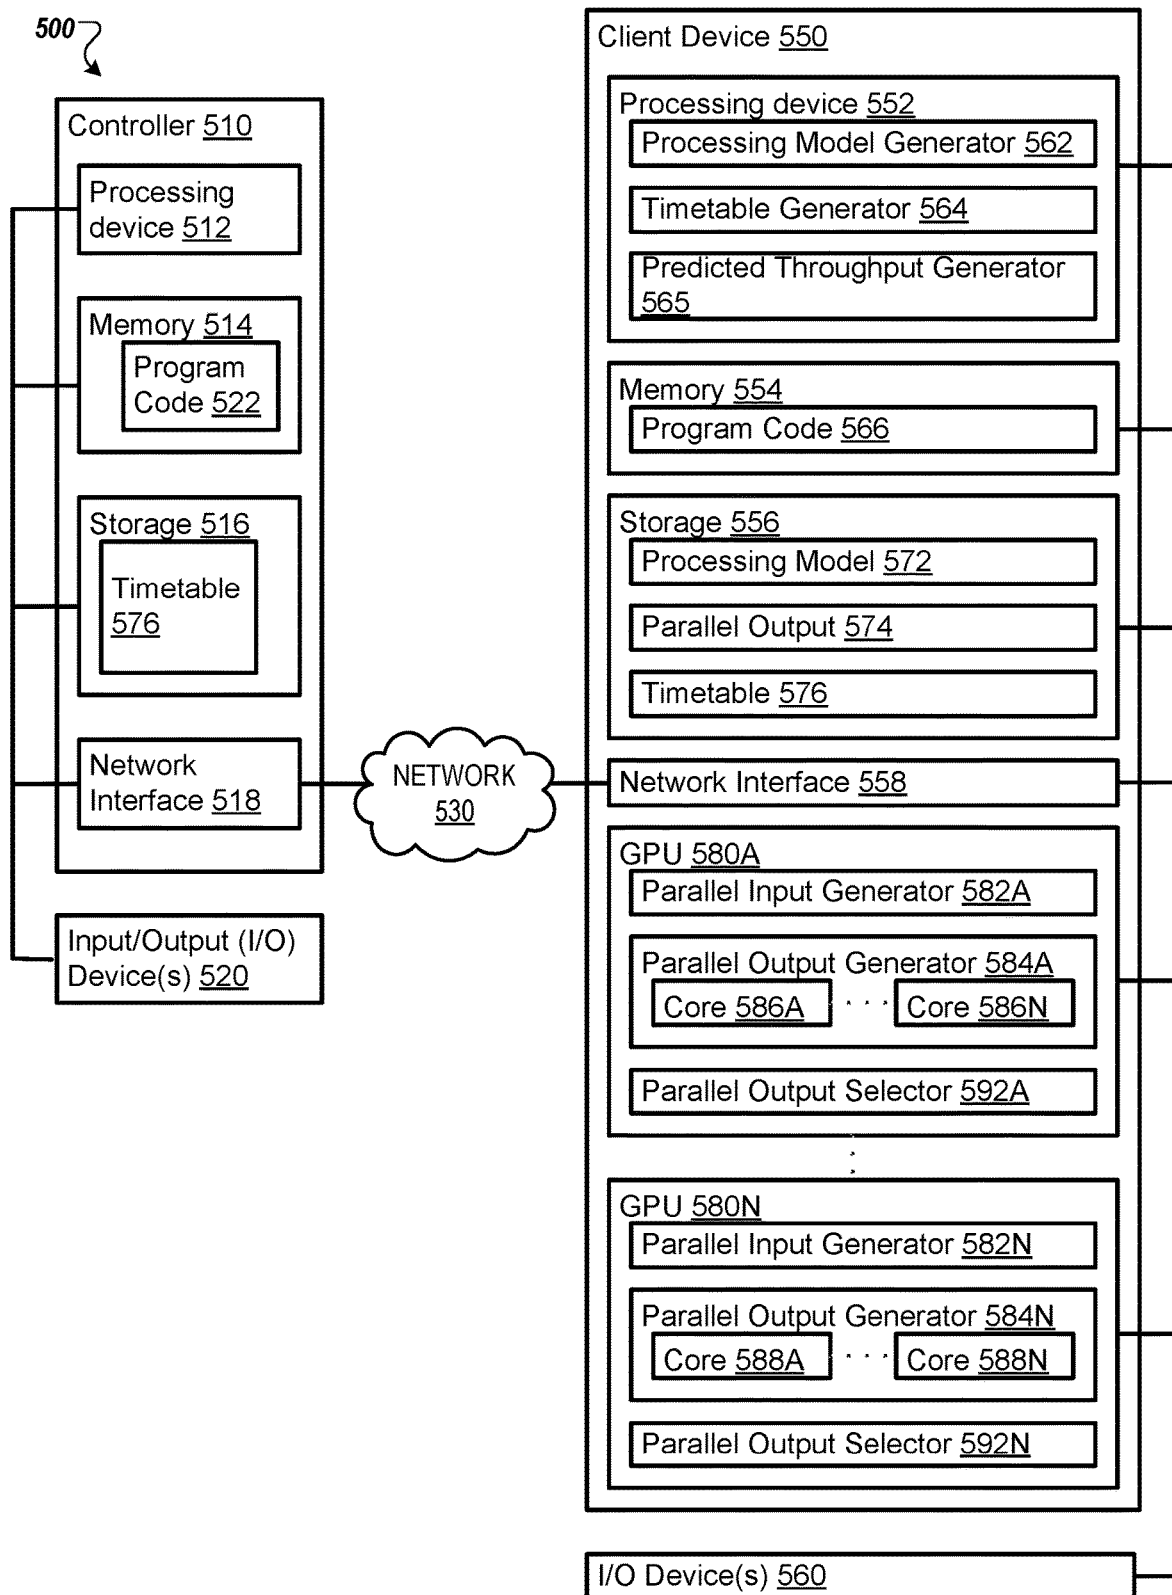 500
Controller 510
Processing
device 512
Memory 514
Program
Code 522
Storage 516
Timetable
576
Network
Interface 518
Input/Output (I/O)
Device(s) 520
NETWORK
530
Client Device 550
Processing device 552
Processing Model Generator 562
Timetable Generator 564
Predicted Throughput Generator
565
Memory 554
Program Code 566
Storage 556
Processing Model 572
Parallel Output 574
Timetable 576
Network Interface 558
GPU 580A
Parallel Input Generator 582A
Parallel Output Generator 584A
Core 586A . . . Core 586N
Parallel Output Selector 592A
GPU 580N
Parallel Input Generator 582N
Parallel Output Generator 584N
Core 588A . . . Core 588N
Parallel Output Selector 592N
I/O Device(s) 560